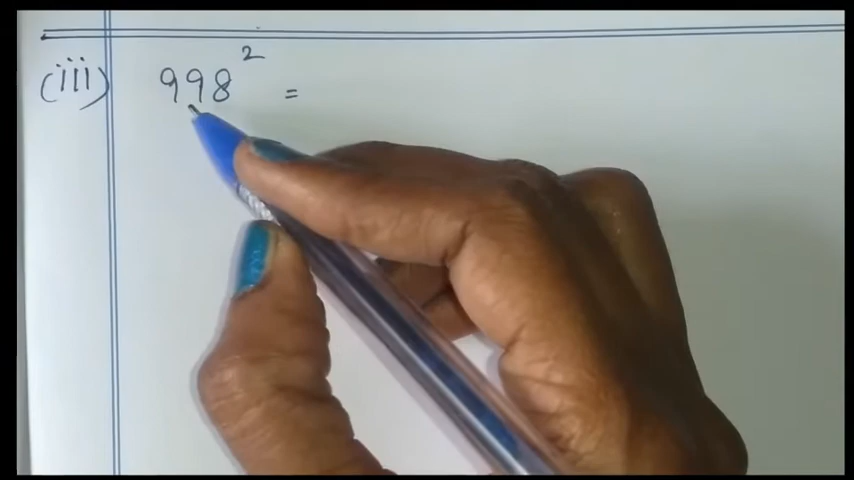 (iii) 998² =